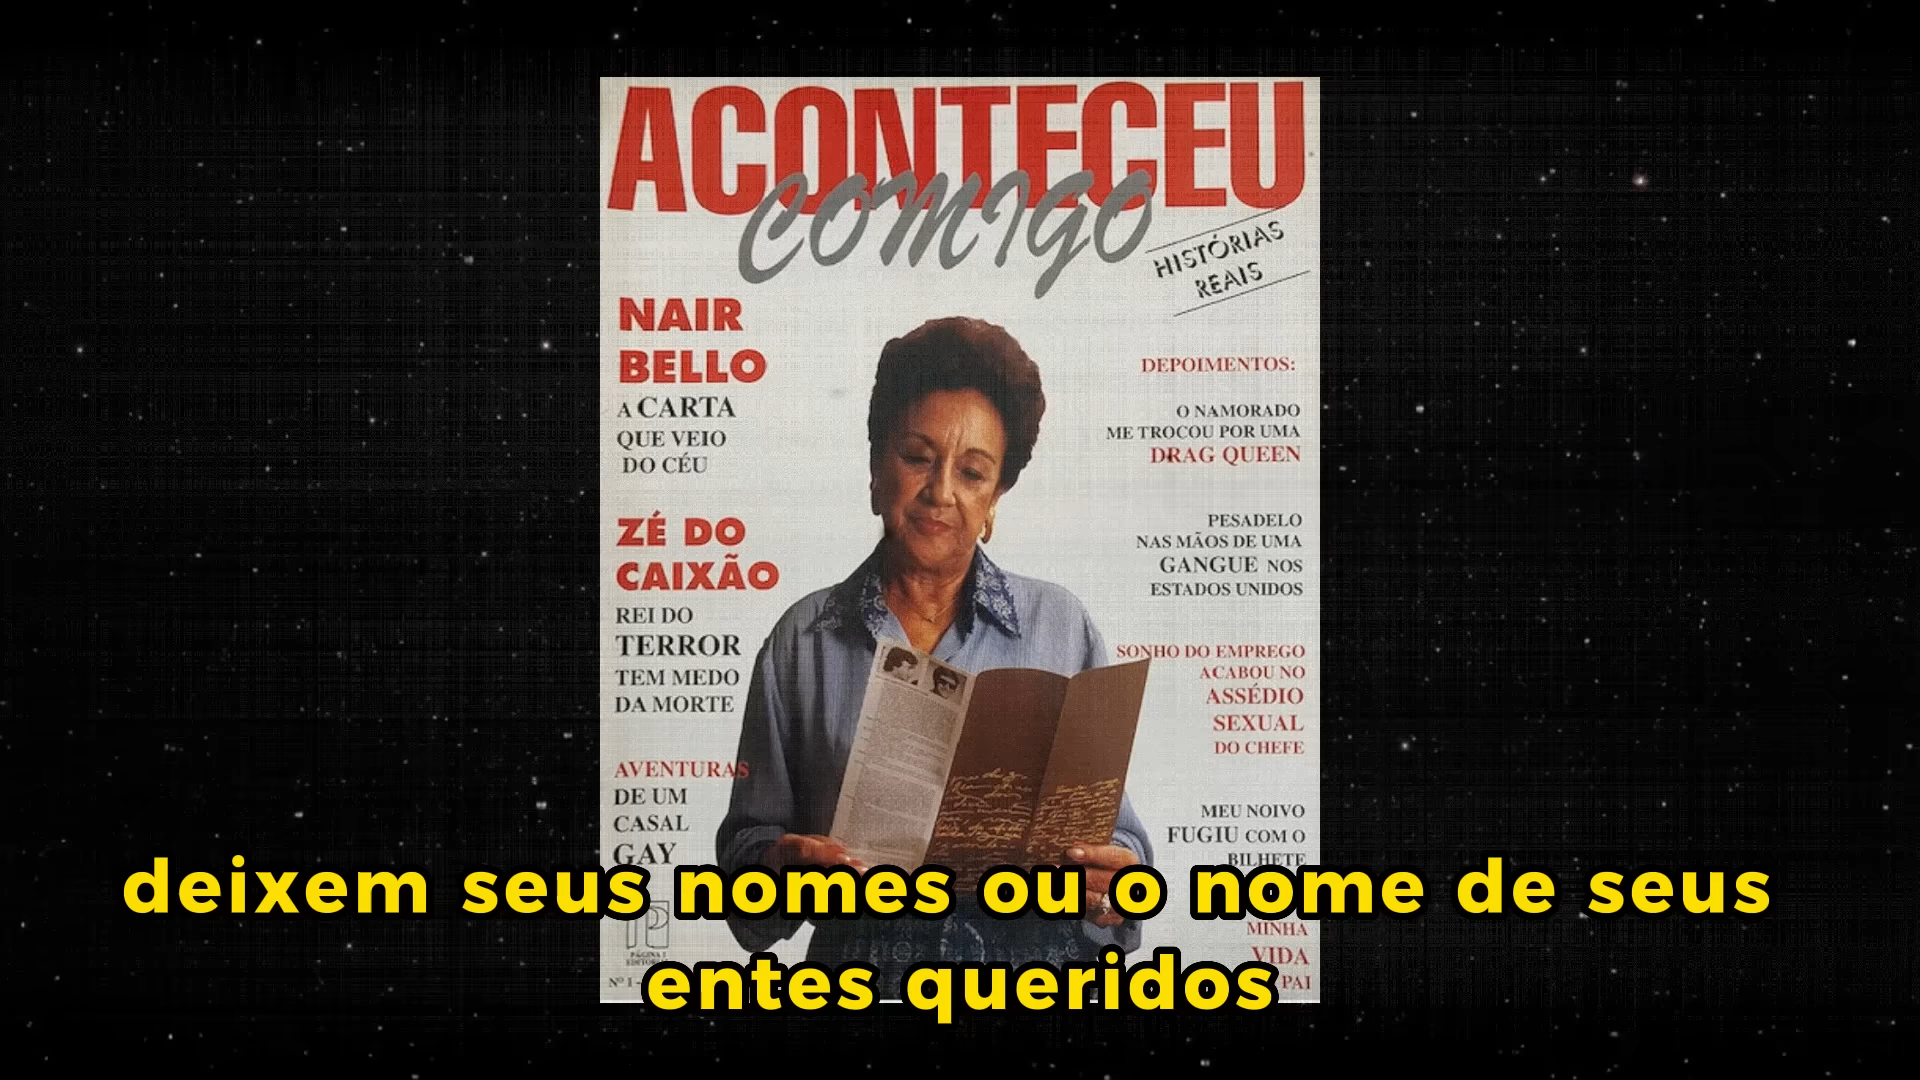 ACONTECEU
COMIGO
HISTÓRIAS
REAIS
NAIR
BELLO
A CARTA
QUE VEIO
DO CÉU
ZÉ DO
CAIXÃO
REI DO
TERROR
TEM MEDO
DA MORTE
AVENTURAS
DE UM
CASAL
GAY
DEPOIMENTOS:
O NAMORADO
ME TROCOU POR UMA
DRAG QUEEN
PESADELO
NAS MÃOS DE UMA
GANGUE NOS
ESTADOS UNIDOS
SONHO DO EMPREGO
ACABOU NO
ASSÉDIO
SEXUAL
DO CHEFE
MEU NOIVO
FUGIU COM O
BILHETE
MINHA
VIDA
PAI
Nº 1
deixem seus nomes ou o nome de seus
entes queridos